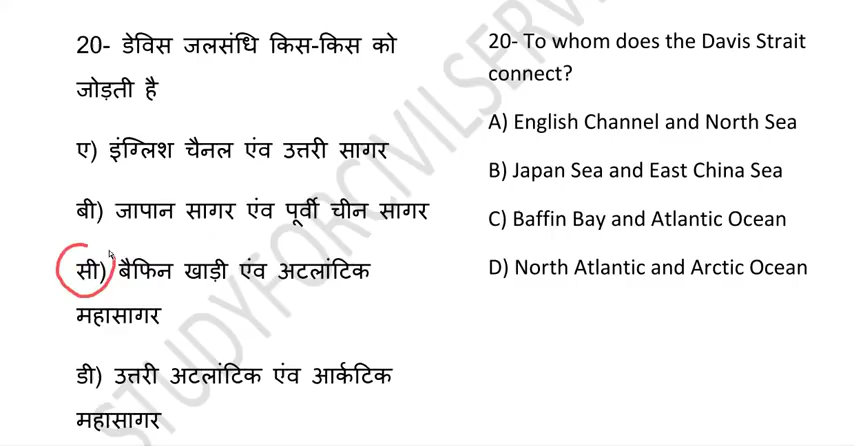 20- डेविस जलसंधि किस-किस को
जोड़ती है
ए) इंग्लिश चैनल एंव उत्तरी सागर
बी) जापान सागर एंव पूर्वी चीन सागर
सी) बैफिन खाड़ी एंव अटलांटिक
महासागर
डी) उत्तरी अटलांटिक एंव आर्कटिक
महासागर
20- To whom does the Davis Strait
connect?
A) English Channel and North Sea
B) Japan Sea and East China Sea
C) Baffin Bay and Atlantic Ocean
D) North Atlantic and Arctic Ocean
STUDYFORCIVILSERV